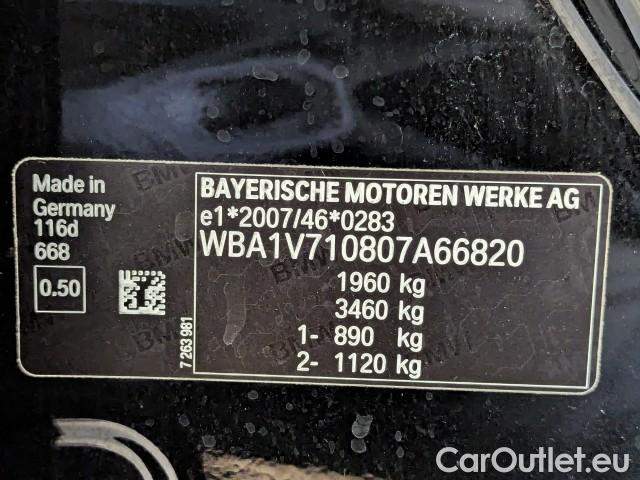 Made in
Germany
116d
668
0.50
7 263 981
BAYERISCHE MOTOREN WERKE AG
e1*2007/46*0283
WBA1V710807A66820
1960 kg
3460 kg
1- 890 kg
2- 1120 kg
CarOutlet.eu